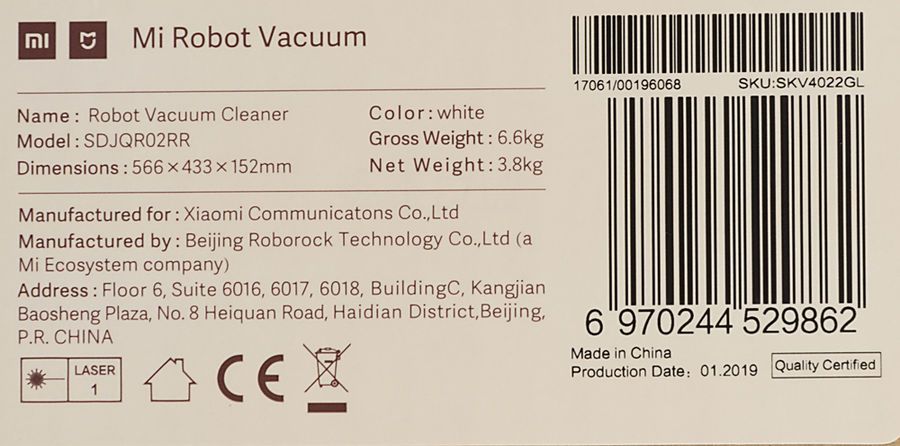 mi Mi Robot Vacuum
Name : Robot Vacuum Cleaner
Model : SDJQR02RR
Dimensions : 566×433×152mm
Color: white
Gross Weight : 6.6kg
Net Weight : 3.8kg
Manufactured for : Xiaomi Communicatons Co.,Ltd
Manufactured by : Beijing Roborock Technology Co.,Ltd (a
Mi Ecosystem company)
Address : Floor 6, Suite 6016, 6017, 6018, BuildingC, Kangjian
Baosheng Plaza, No. 8 Heiquan Road, Haidian District,Beijing,
P.R. CHINA
LASER
1
CE
17061/00196068 SKU:SKV4022GL
6 970244 529862
Made in China
Production Date: 01.2019
Quality Certified